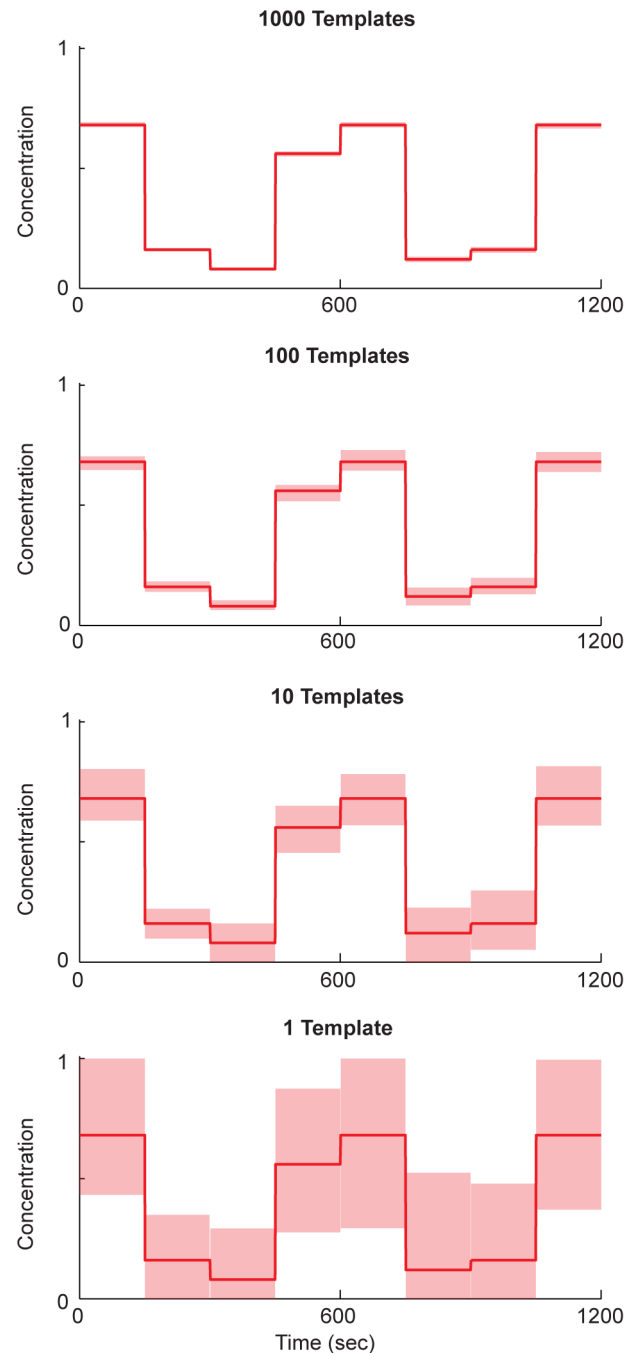 1000 Templates
1
Concentration
0
0 600 1200
100 Templates
1
Concentration
0
0 600 1200
10 Templates
1
Concentration
0
0 600 1200
1 Template
1
Concentration
0
0 600 1200
Time (sec)